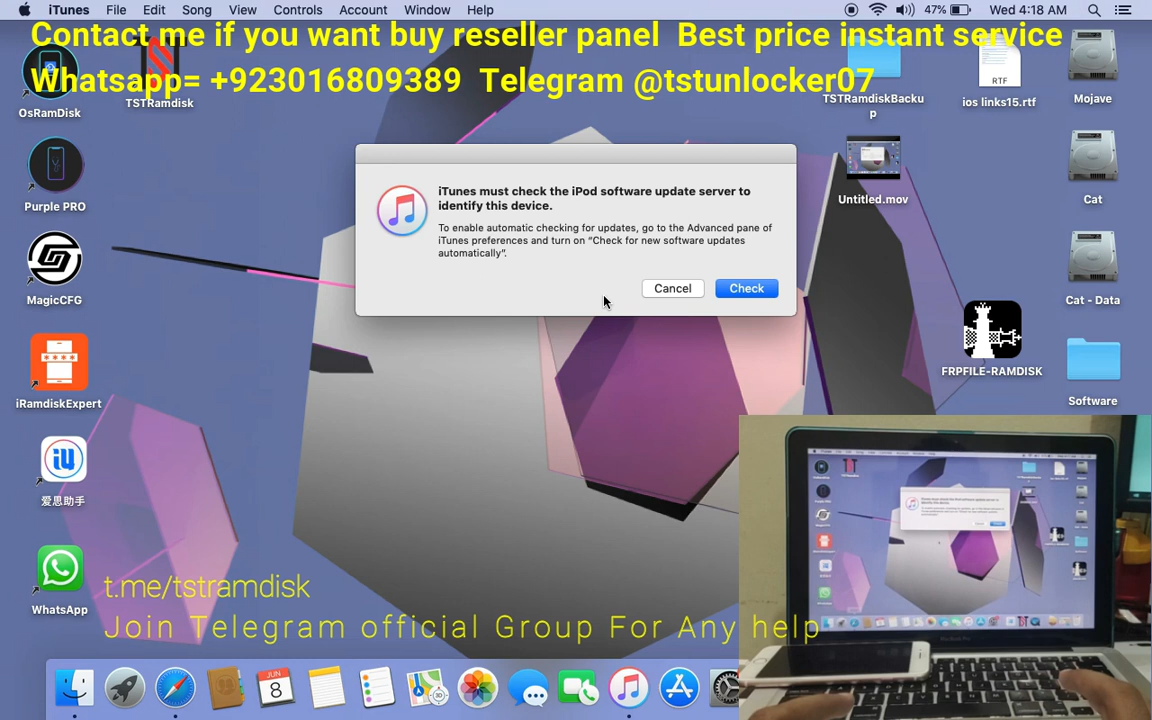 iTunes File Edit Song View Controls Account Window Help 47% Wed 4:18 AM
Contact me if you want buy reseller panel Best price instant service
Whatsapp= +923016809389 Telegram @tstunlocker07
OsRamDisk
TSTRamdisk
TSTRamdiskBacku
p
RTF
ios links15.rtf
Mojave
Purple PRO
Untitled.mov
Cat
MagicCFG
Cat - Data
iTunes must check the iPod software update server to
identify this device.
To enable automatic checking for updates, go to the Advanced pane of
iTunes preferences and turn on “Check for new software updates
automatically”.
Cancel Check
iRamdiskExpert
FRPFILE-RAMDISK
Software
iU
爱思助手
WhatsApp
t.me/tstramdisk
Join Telegram official Group For Any help
JUN
8